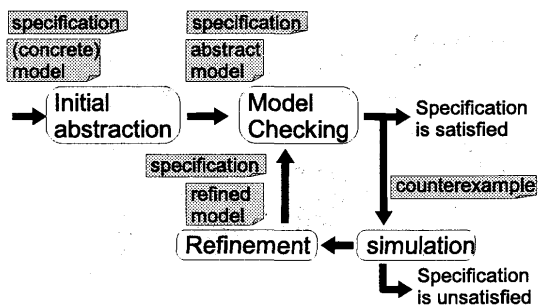 specification
(concrete)
model
specification
abstract
model
Initial
abstraction
Model
Checking
Specification
is satisfied
specification
refined
model
counterexample
Refinement
simulation
Specification
is unsatisfied